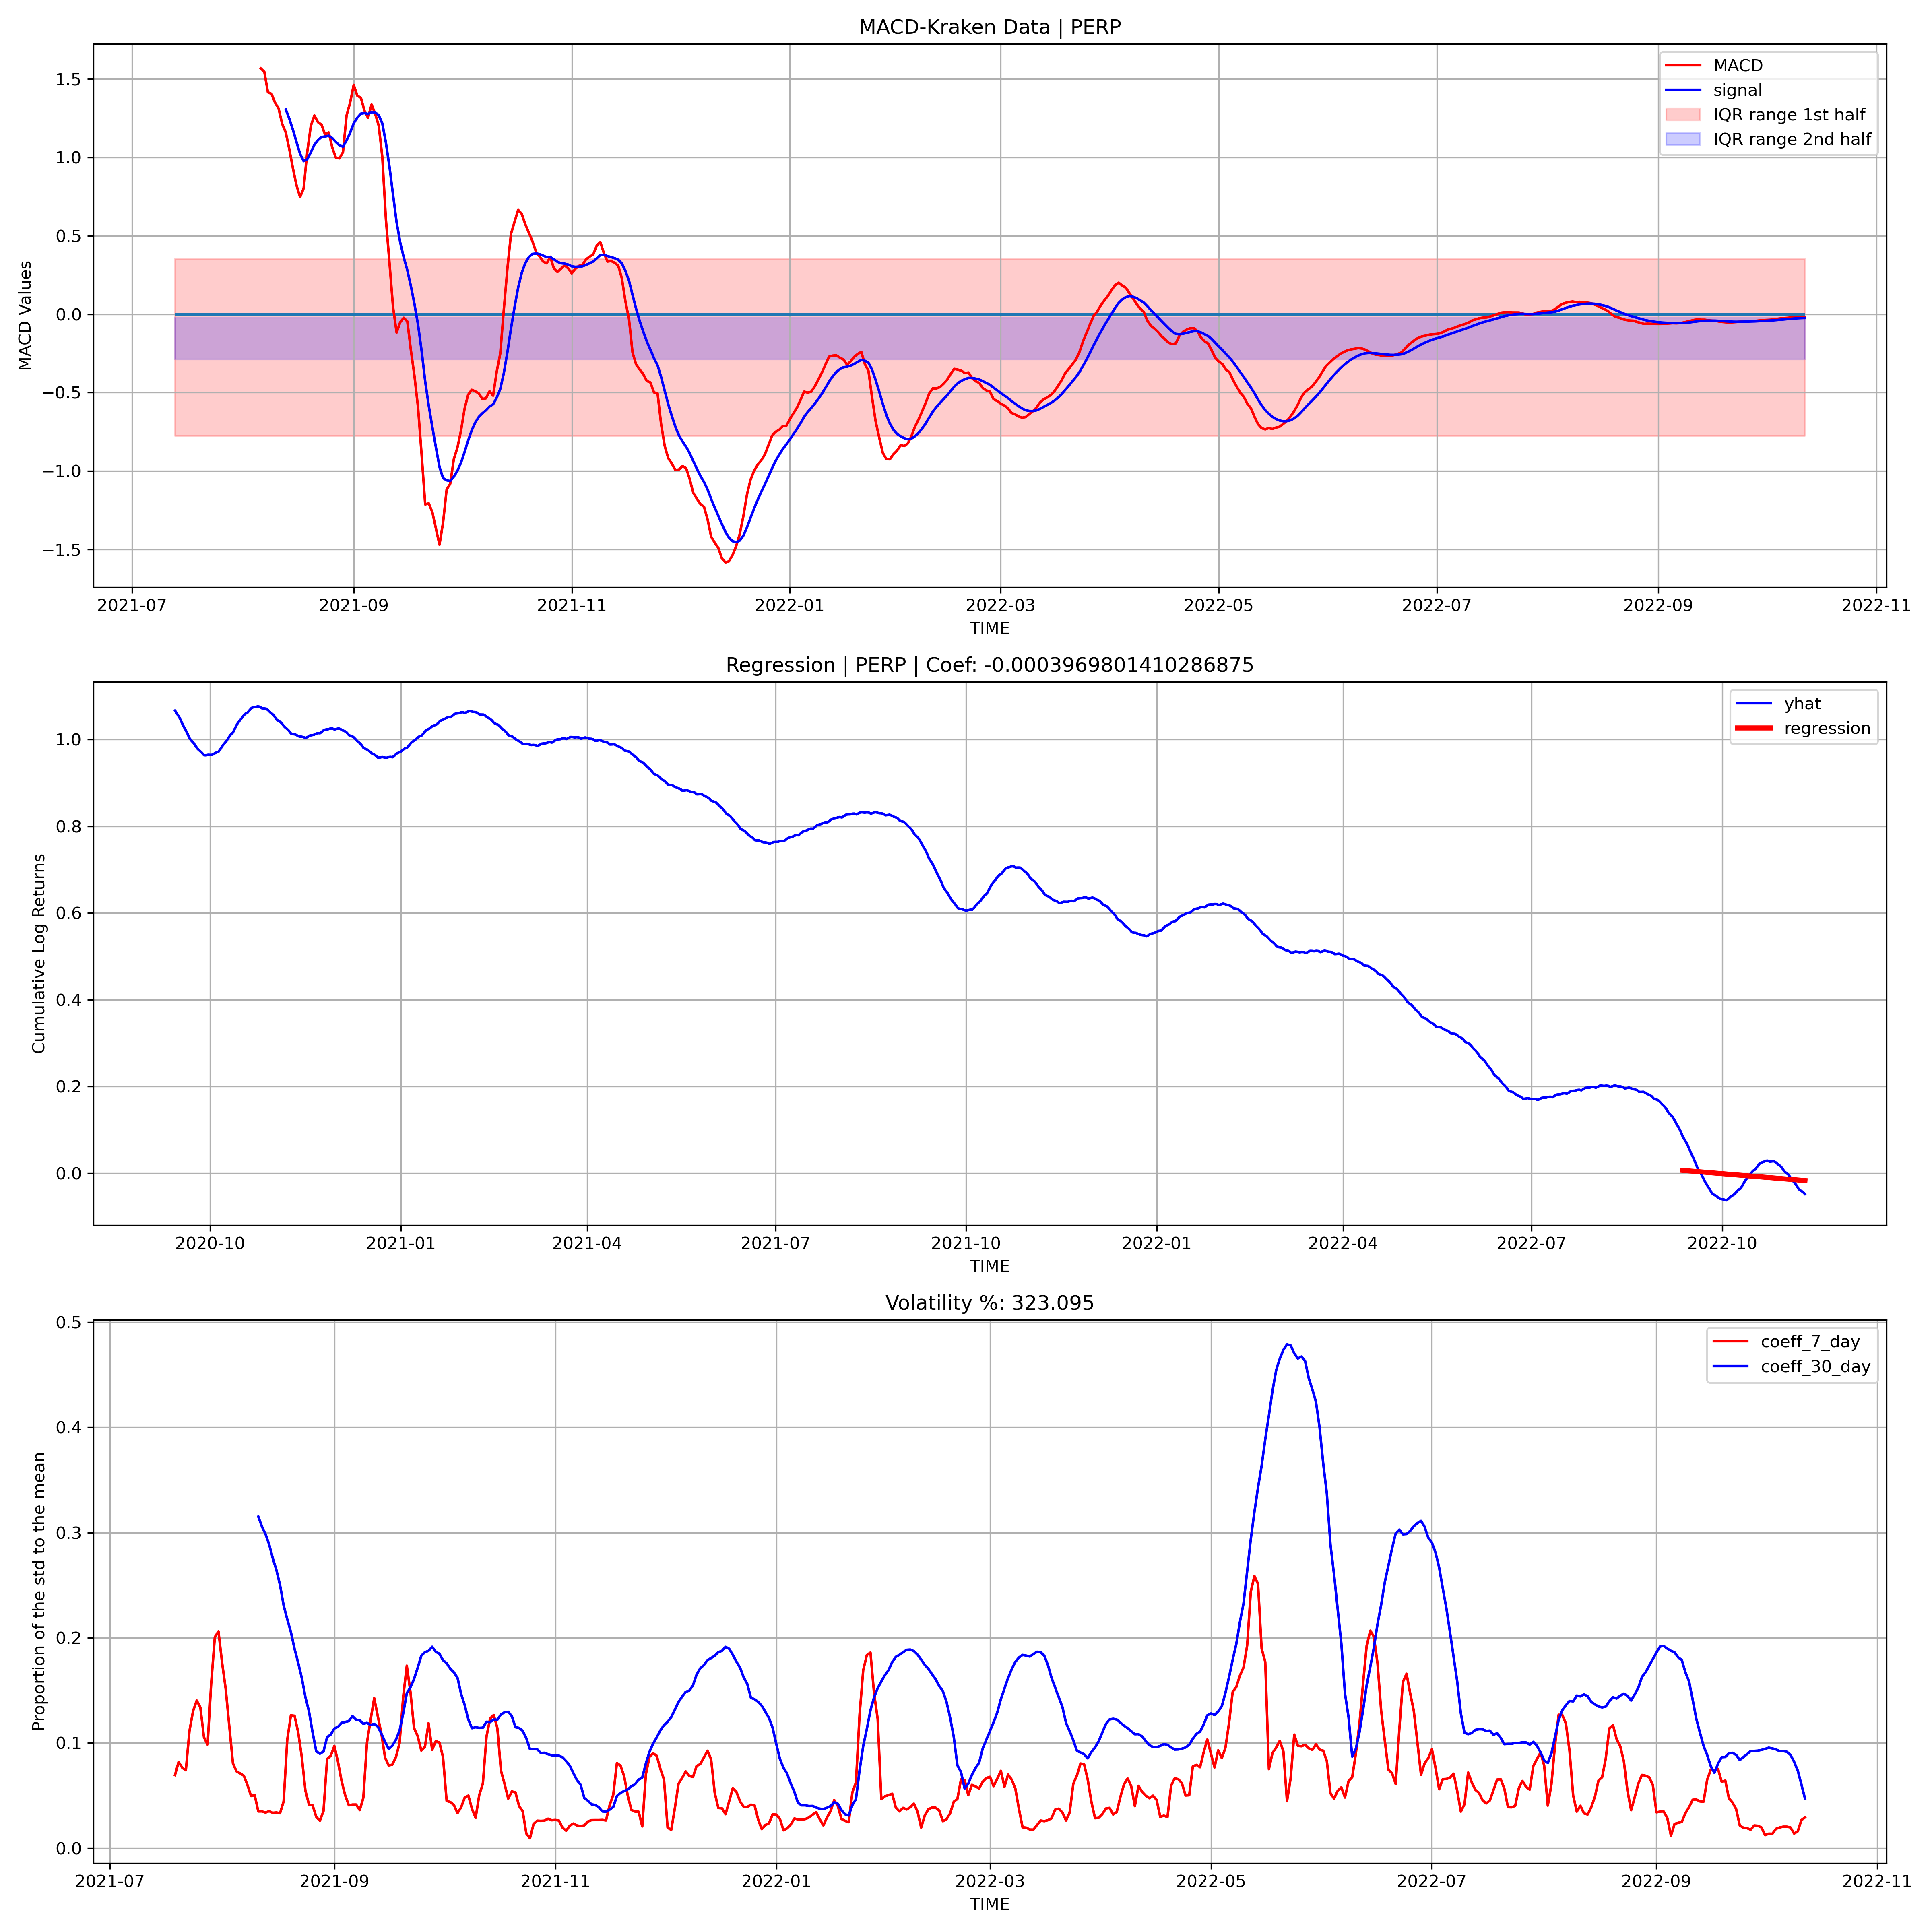 MACD-Kraken Data | PERP
MACD Values
1.5
1.0
0.5
0.0
−0.5
−1.0
−1.5
MACD
signal
IQR range 1st half
IQR range 2nd half
2021-07 2021-09 2021-11 2022-01 2022-03 2022-05 2022-07 2022-09 2022-11
TIME
Regression | PERP | Coef: -0.0003969801410286875
Cumulative Log Returns
1.0
0.8
0.6
0.4
0.2
0.0
yhat
regression
2020-10 2021-01 2021-04 2021-07 2021-10 2022-01 2022-04 2022-07 2022-10
TIME
Volatility %: 323.095
Proportion of the std to the mean
0.5
0.4
0.3
0.2
0.1
0.0
coeff_7_day
coeff_30_day
2021-07 2021-09 2021-11 2022-01 2022-03 2022-05 2022-07 2022-09 2022-11
TIME